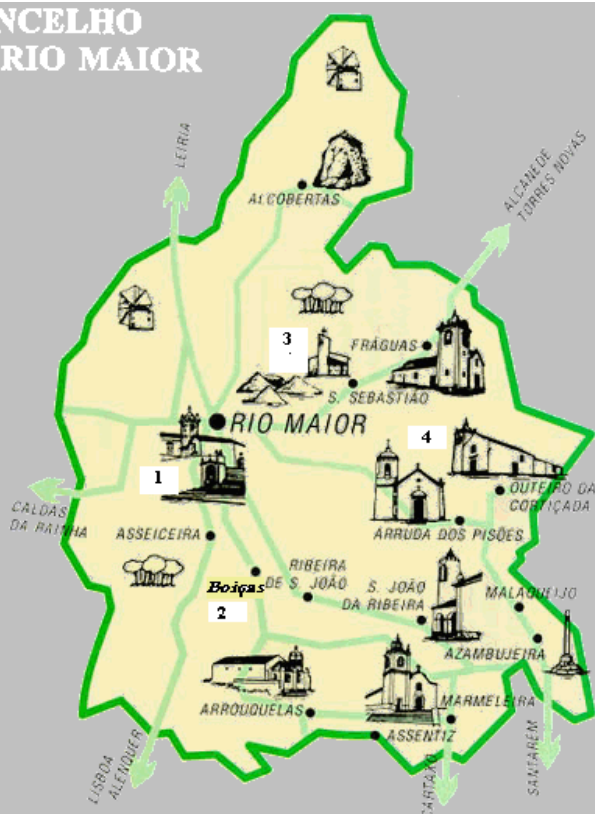 NCELHO
RIO MAIOR
LEIRIA
ALCANEDE
TORRES NOVAS
ALCOBERTAS
3
FRÁGUAS
S. SEBASTIÃO
RIO MAIOR
4
1
OUTEIRO DA
CORTIÇADA
CALDAS
DA RAINHA
ASSEICEIRA
ARRUDA DOS PISÕES
RIBEIRA
DE S. JOÃO
Boiças
2
S. JOÃO
DA RIBEIRA
MALAQUEIJO
AZAMBUJEIRA
ARROUQUELAS
MARMELEIRA
ASSENTIZ
LISBOA
ALENQUER
CARTAXO
SANTARÉM